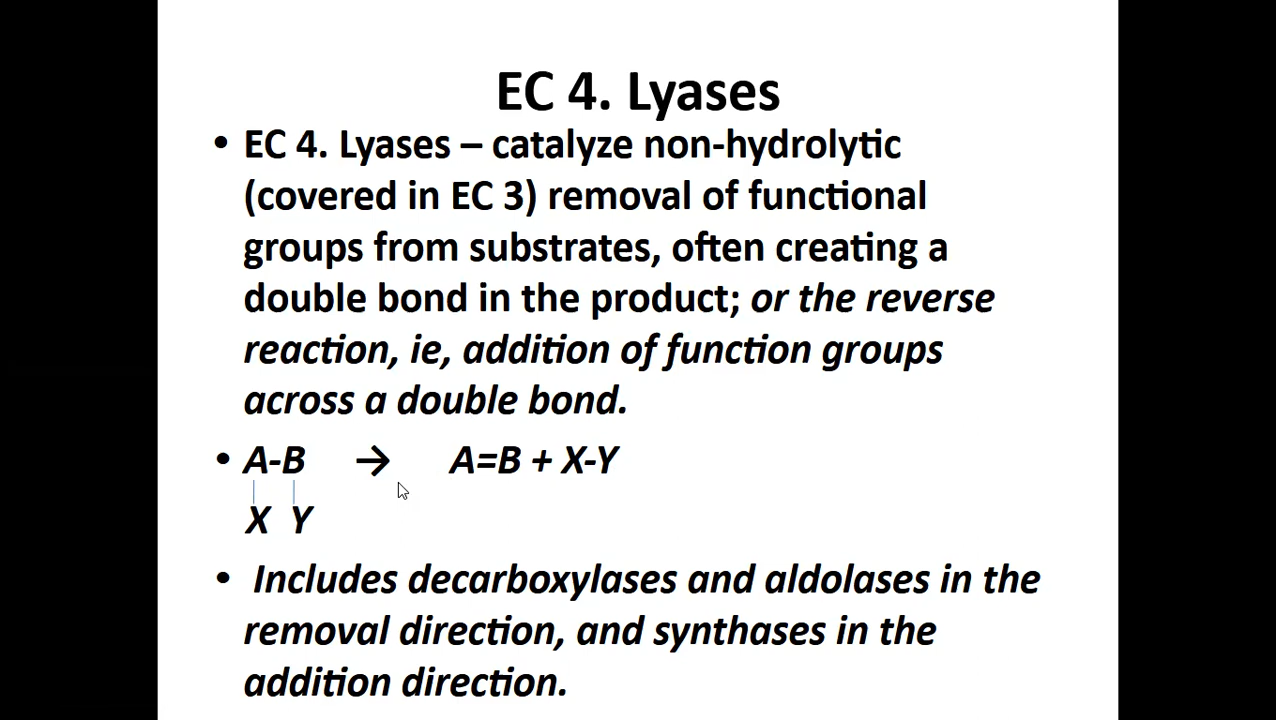 EC 4. Lyases
• EC 4. Lyases – catalyze non-hydrolytic
(covered in EC 3) removal of functional
groups from substrates, often creating a
double bond in the product; or the reverse
reaction, ie, addition of function groups
across a double bond.
• A-B → A=B + X-Y
X Y
• Includes decarboxylases and aldolases in the
removal direction, and synthases in the
addition direction.